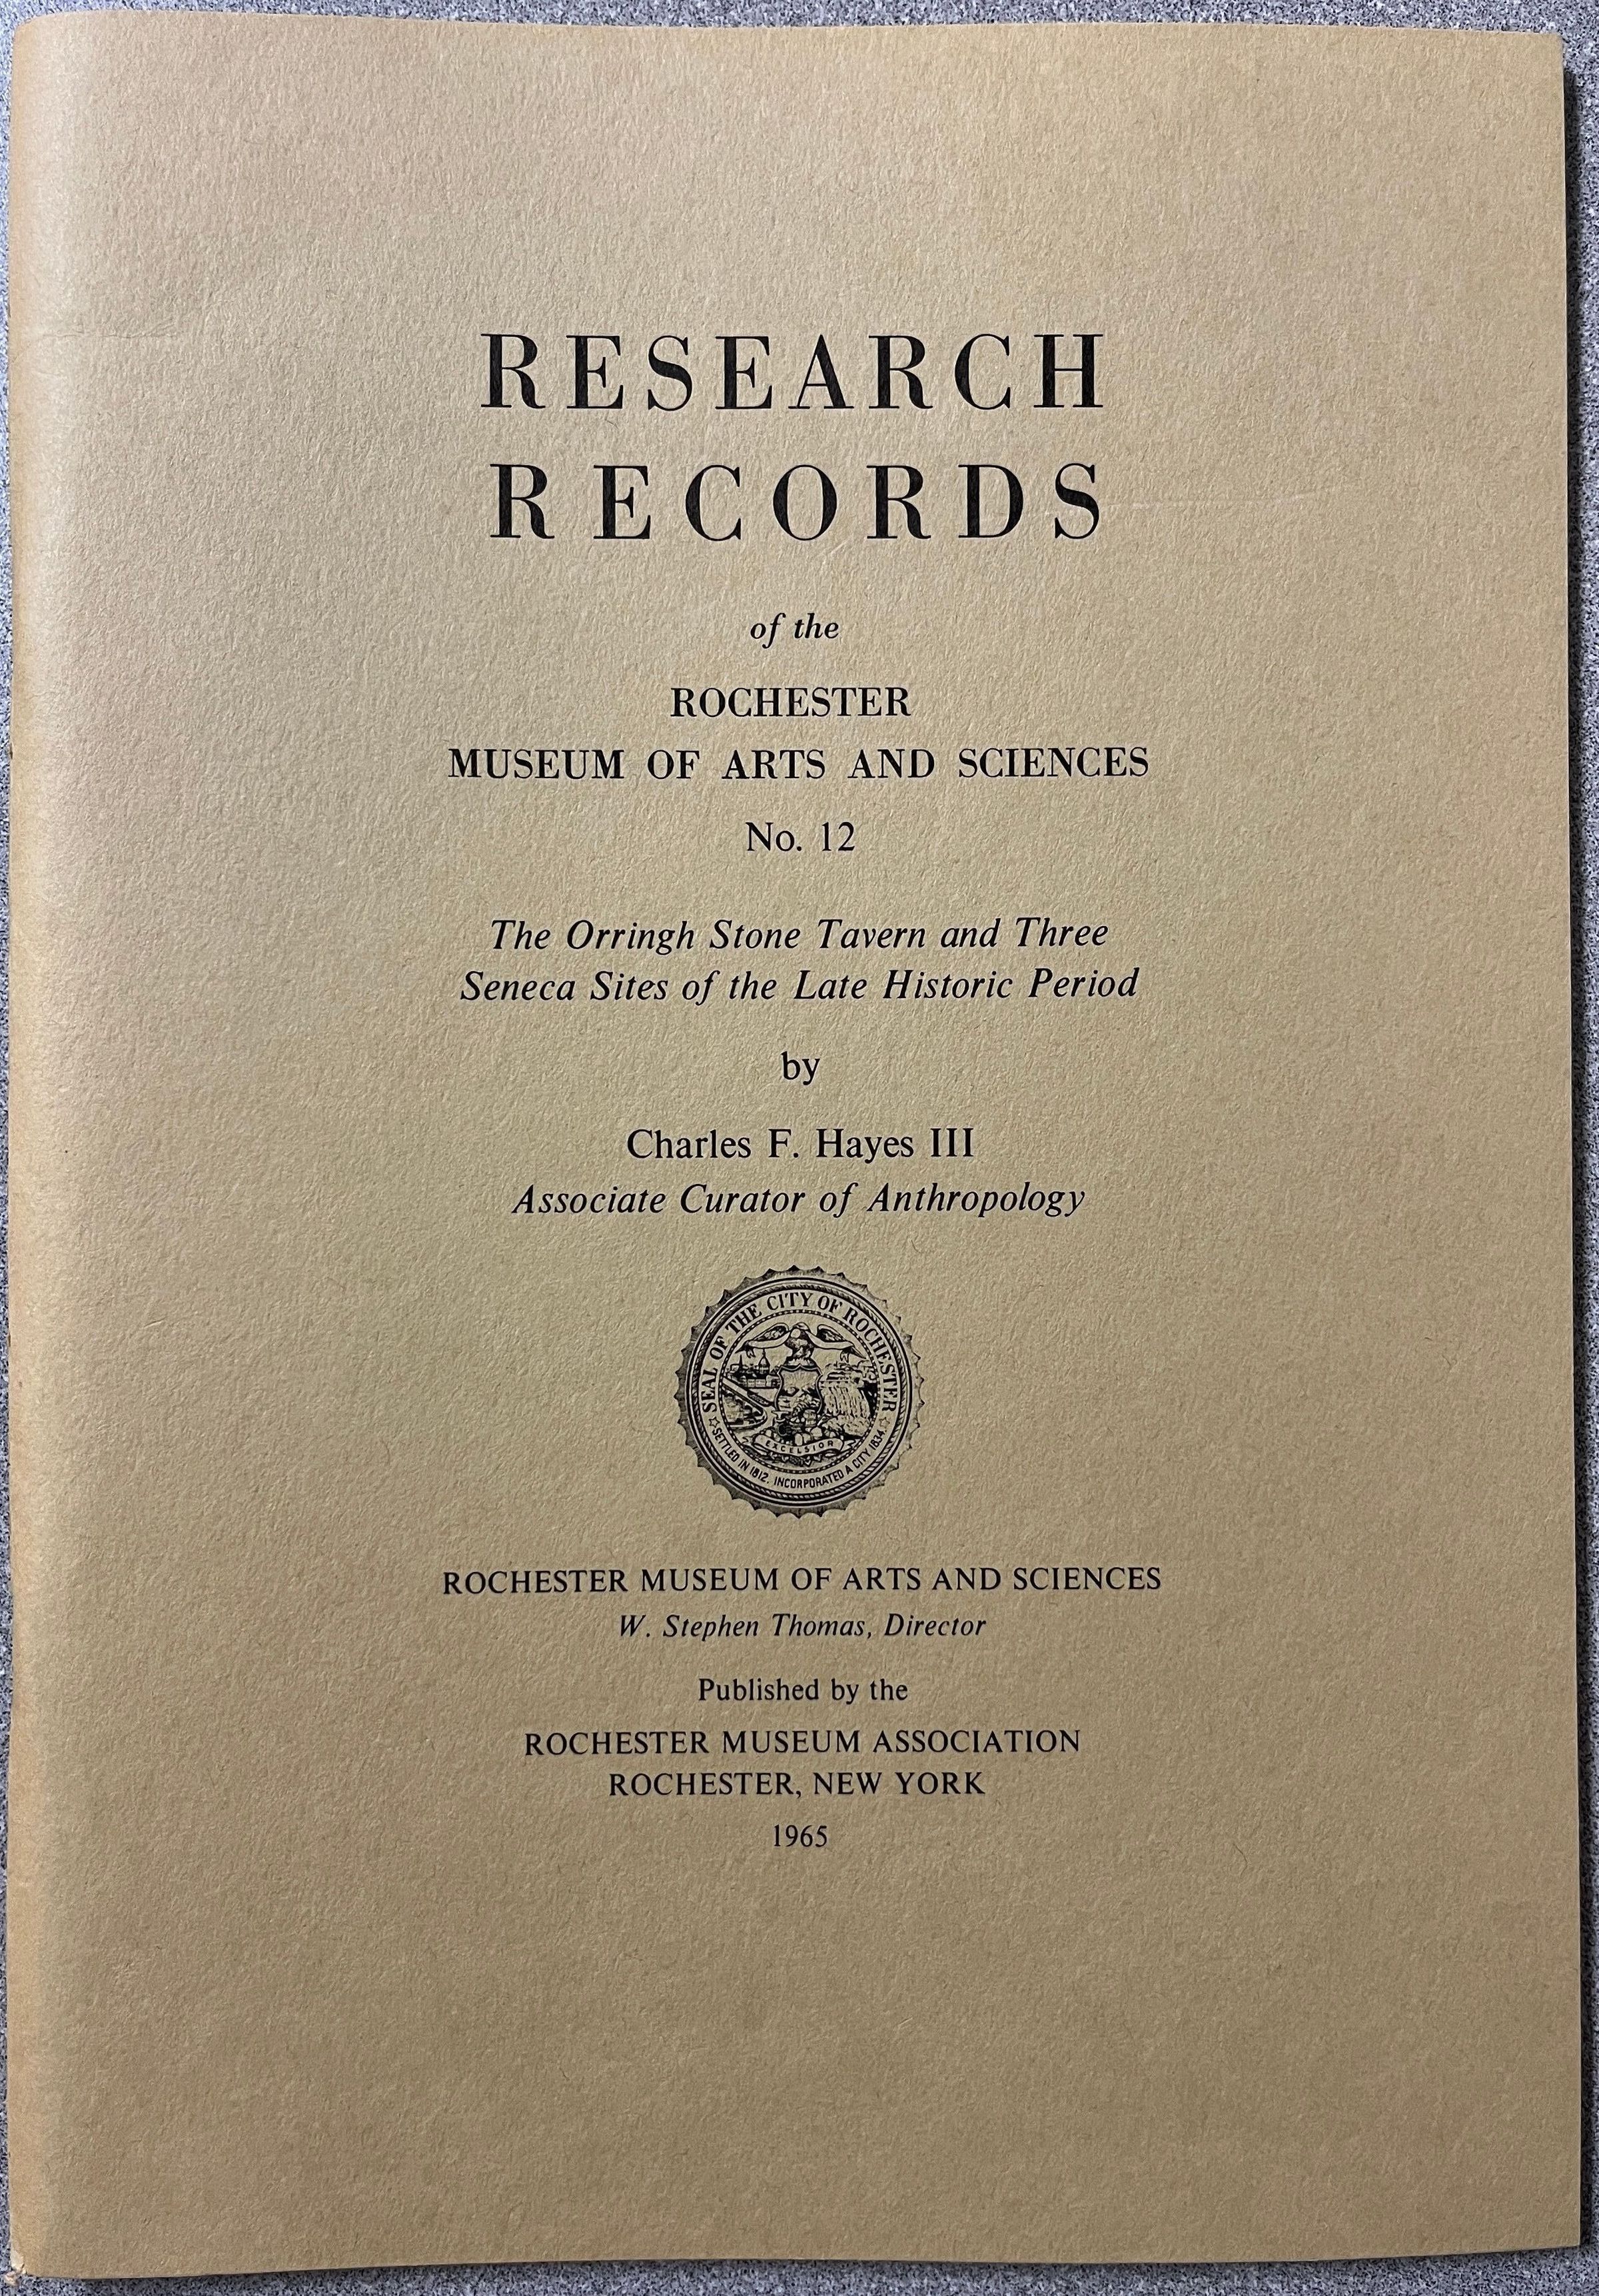 RESEARCH
RECORDS
of the
ROCHESTER
MUSEUM OF ARTS AND SCIENCES
No. 12
The Orringh Stone Tavern and Three
Seneca Sites of the Late Historic Period
by
Charles F. Hayes III
Associate Curator of Anthropology
SEAL OF THE CITY OF ROCHESTER
EXCELSIOR
SETTLED IN 1812. INCORPORATED A CITY 1834.
ROCHESTER MUSEUM OF ARTS AND SCIENCES
W. Stephen Thomas, Director
Published by the
ROCHESTER MUSEUM ASSOCIATION
ROCHESTER, NEW YORK
1965